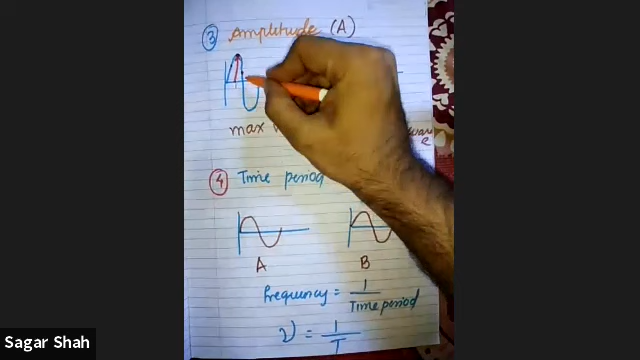 ③ Amplitude (A)
max
④ Time period
A B
Frequency = 1 / Time period
ν = 1 / T
Sagar Shah